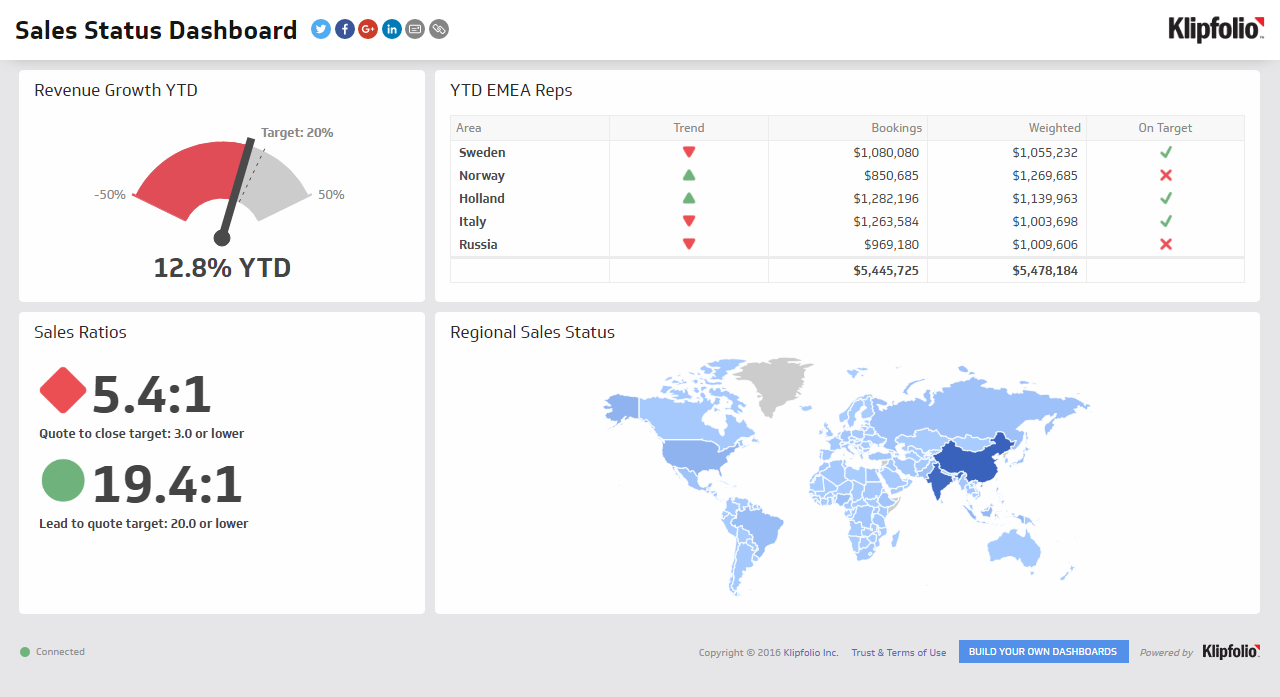 Sales Status Dashboard
Klipfolio
Revenue Growth YTD
Target: 20%
-50%
50%
12.8% YTD
YTD EMEA Reps
Area Trend Bookings Weighted On Target
Sweden $1,080,080 $1,055,232
Norway $850,685 $1,269,685
Holland $1,282,196 $1,139,963
Italy $1,263,584 $1,003,698
Russia $969,180 $1,009,606
$5,445,725 $5,478,184
Sales Ratios
5.4:1
Quote to close target: 3.0 or lower
19.4:1
Lead to quote target: 20.0 or lower
Regional Sales Status
Connected
Copyright © 2016 Klipfolio Inc. Trust & Terms of Use BUILD YOUR OWN DASHBOARDS Powered by Klipfolio